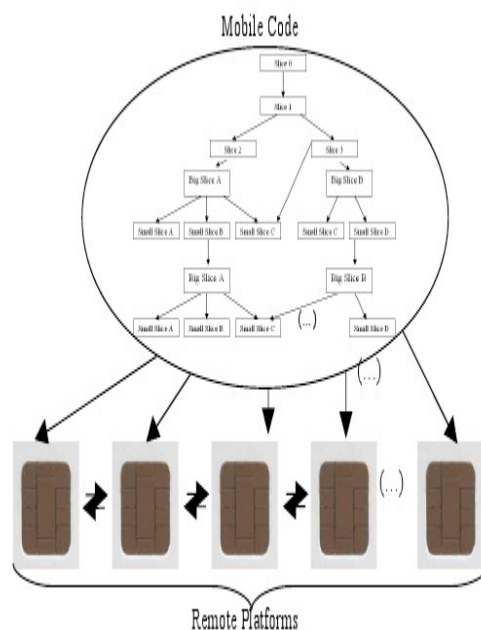 Mobile Code
Slice 0
Slice 1
Slice 2 Slice 3
Big Slice A Big Slice B
Small Slice A Small Slice B Small Slice C Small Slice C Small Slice D
Big Slice A Big Slice B
(...)
Small Slice A Small Slice B Small Slice C Small Slice D
(...)
(...)
Remote Platforms